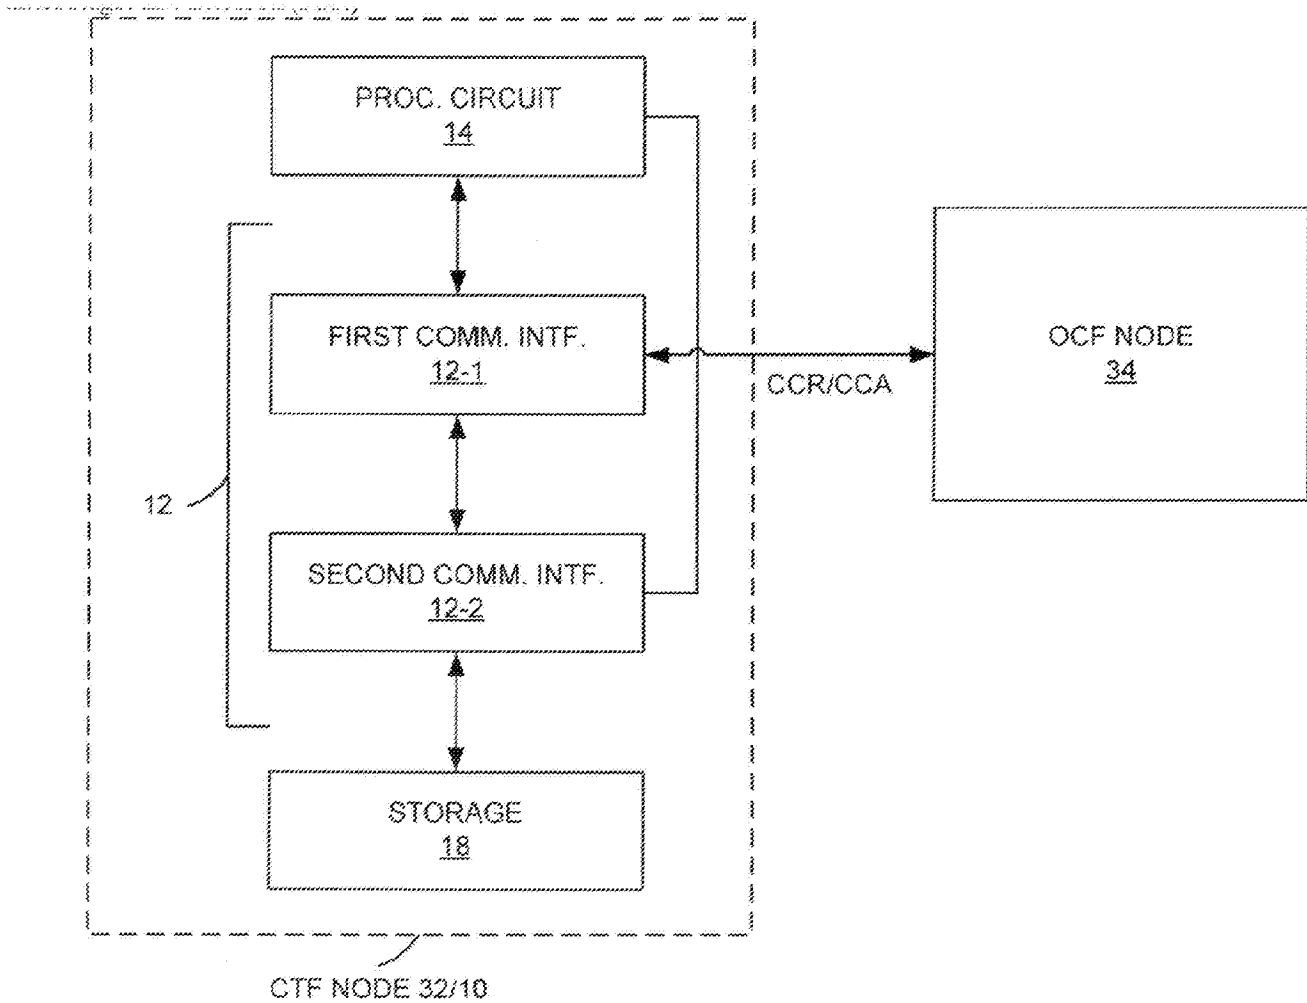 PROC. CIRCUIT
14
FIRST COMM. INTF.
12-1
OCF NODE
34
CCR/CCA
12
SECOND COMM. INTF.
12-2
STORAGE
18
CTF NODE 32/10